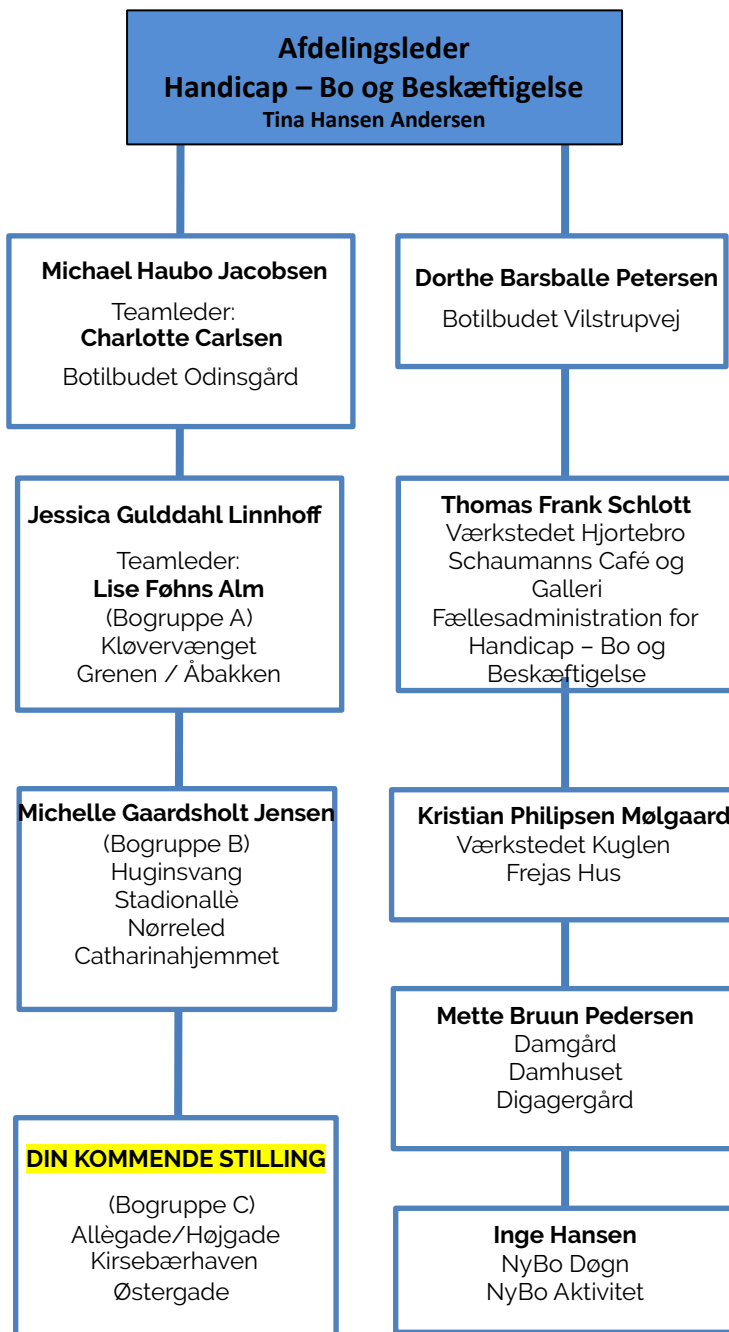 Afdelingsleder
Handicap – Bo og Beskæftigelse
Tina Hansen Andersen
Michael Haubo Jacobsen
Teamleder:
Charlotte Carlsen
Botilbudet Odinsgård
Jessica Gulddahl Linnhoff
Teamleder:
Lise Føhns Alm
(Bogruppe A)
Kløvervænget
Grenen / Åbakken
Michelle Gaardsholt Jensen
(Bogruppe B)
Huginsvang
Stadionallè
Nørreled
Catharinahjemmet
DIN KOMMENDE STILLING
(Bogruppe C)
Allègade/Højgade
Kirsebærhaven
Østergade
Dorthe Barsballe Petersen
Botilbudet Vilstrupvej
Thomas Frank Schlott
Værkstedet Hjortebro
Schaumanns Café og
Galleri
Fællesadministration for
Handicap – Bo og
Beskæftigelse
Kristian Philipsen Mølgaard
Værkstedet Kuglen
Frejas Hus
Mette Bruun Pedersen
Damgård
Damhuset
Digagergård
Inge Hansen
NyBo Døgn
NyBo Aktivitet